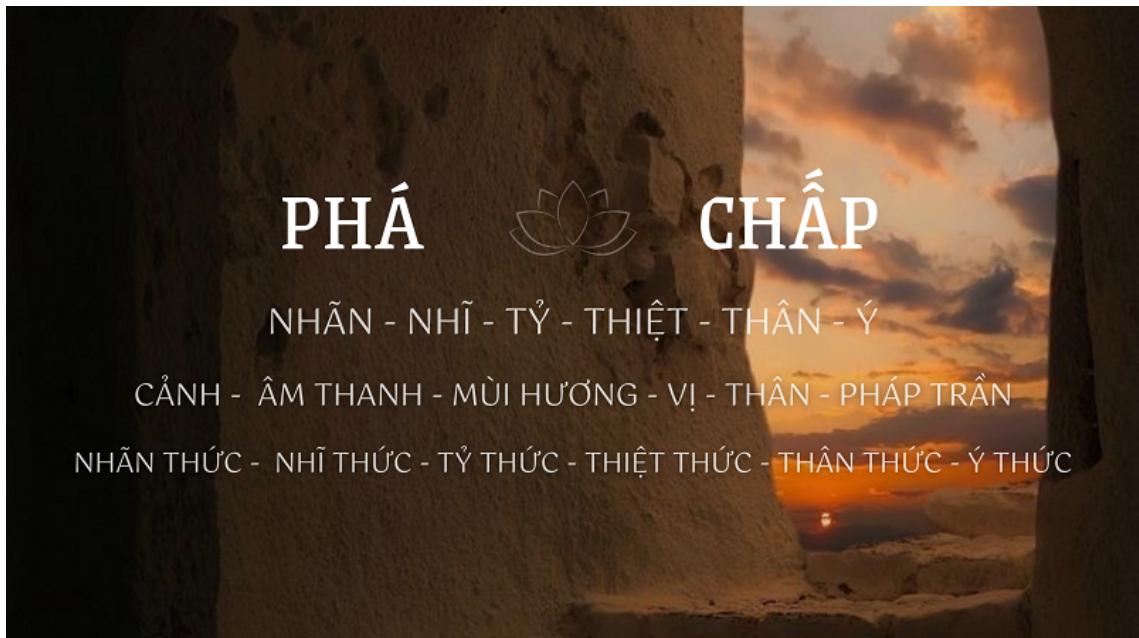 PHÁ CHẤP
NHÃN - NHĨ - TỶ - THIỆT - THÂN - Ý
CẢNH - ÂM THANH - MÙI HƯƠNG - VỊ - THÂN - PHÁP TRẦN
NHÃN THỨC - NHĨ THỨC - TỶ THỨC - THIỆT THỨC - THÂN THỨC - Ý THỨC